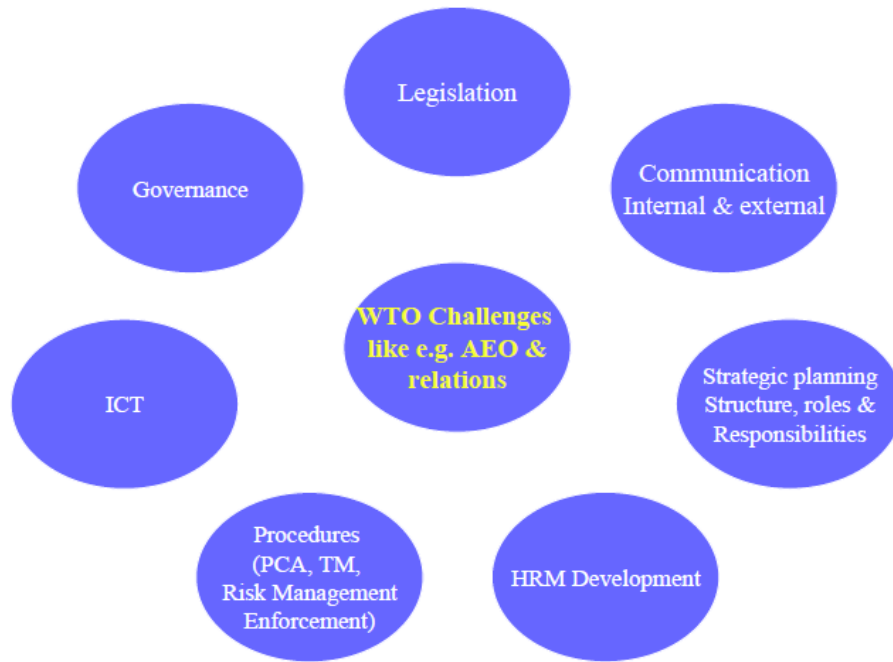 Legislation
Governance
Communication
Internal & external
WTO Challenges
like e.g. AEO &
relations
ICT
Strategic planning
Structure, roles &
Responsibilities
Procedures
(PCA, TM,
Risk Management
Enforcement)
HRM Development